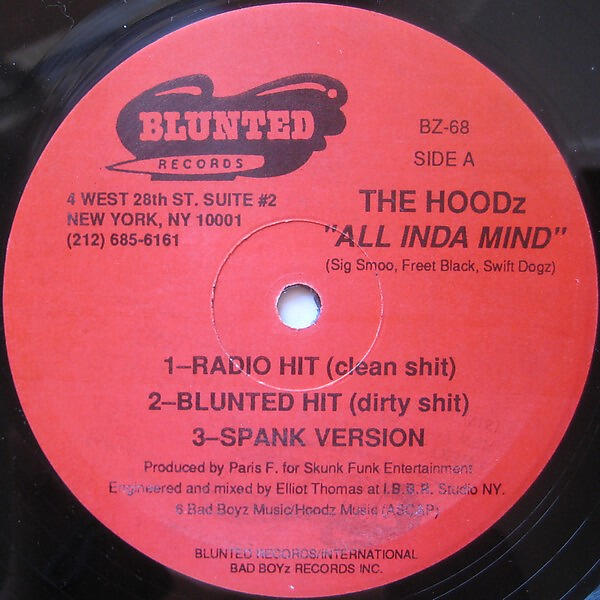 BLUNTED
RECORDS
4 WEST 28th ST. SUITE #2
NEW YORK, NY 10001
(212) 685-6161
BZ-68
SIDE A
THE HOODz
"ALL INDA MIND"
(Sig Smoo, Freet Black, Swift Dogz)
1–RADIO HIT (clean shit)
2–BLUNTED HIT (dirty shit)
3–SPANK VERSION
Produced by Paris F. for Skunk Funk Entertainment
Engineered and mixed by Elliot Thomas at I.B.B.R. Studio NY.
6 Bad Boyz Music/Hoodz Music (ASCAP)
BLUNTED RECORDS/INTERNATIONAL
BAD BOYz RECORDS INC.